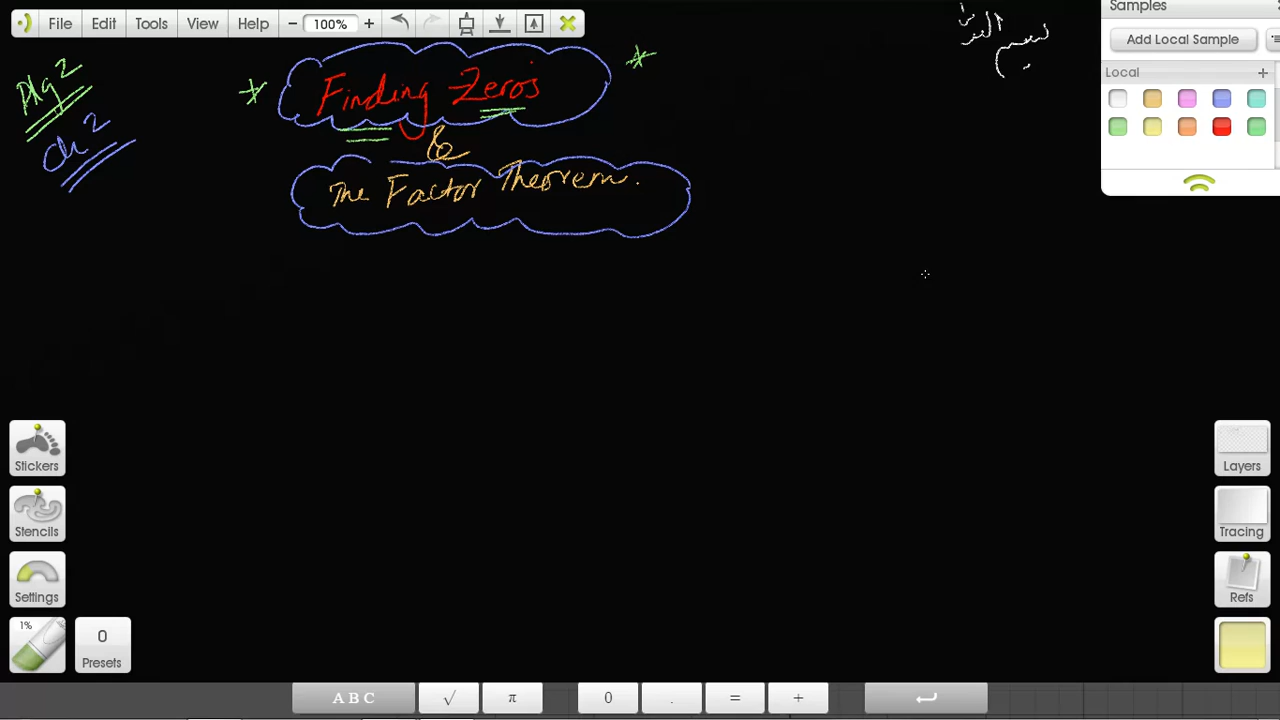 File Edit Tools View Help − 100% +
Samples
Add Local Sample
Local +
Alg 2
Ch 2
Finding Zeros
&
The Factor Theorem.
Stickers
Stencils
Settings
1%
0
Presets
Layers
Tracing
Refs
A B C √ π 0 . = +